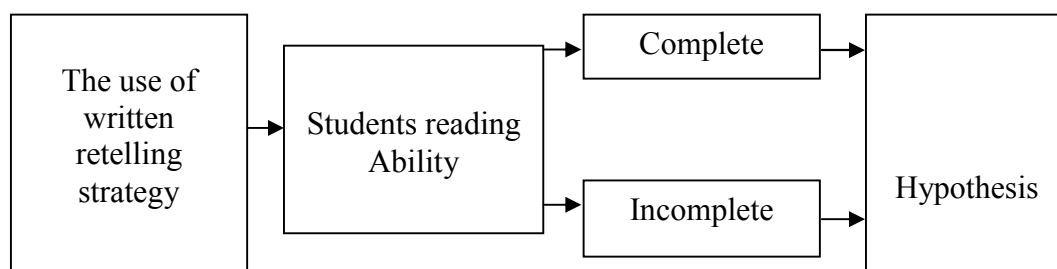 The use of
written
retelling
strategy
Students reading
Ability
Complete
Incomplete
Hypothesis